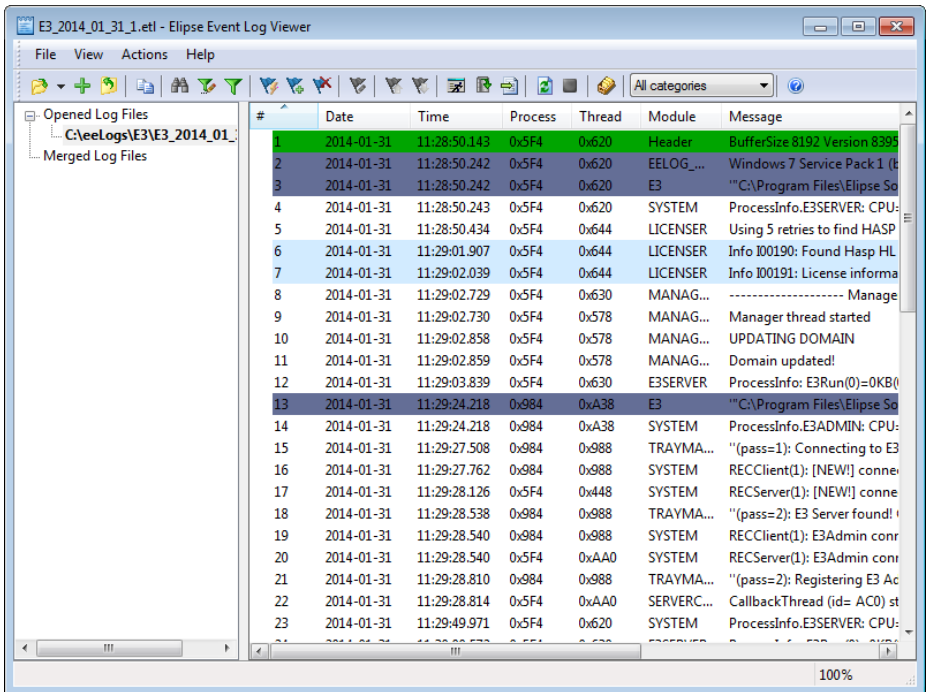 E3_2014_01_31_1.etl - Elipse Event Log Viewer
File View Actions Help
All categories
Opened Log Files
C:\eeLogs\E3\E3_2014_01_
Merged Log Files
# Date Time Process Thread Module Message
1 2014-01-31 11:28:50.143 0x5F4 0x620 Header BufferSize 8192 Version 8395
2 2014-01-31 11:28:50.242 0x5F4 0x620 EELOG_... Windows 7 Service Pack 1 (b
3 2014-01-31 11:28:50.242 0x5F4 0x620 E3 '"C:\Program Files\Elipse So
4 2014-01-31 11:28:50.243 0x5F4 0x620 SYSTEM ProcessInfo.E3SERVER: CPU=
5 2014-01-31 11:28:50.434 0x5F4 0x644 LICENSER Using 5 retries to find HASP
6 2014-01-31 11:29:01.907 0x5F4 0x644 LICENSER Info I00190: Found Hasp HL
7 2014-01-31 11:29:02.039 0x5F4 0x644 LICENSER Info I00191: License informa
8 2014-01-31 11:29:02.729 0x5F4 0x630 MANAG... -------------------- Manage
9 2014-01-31 11:29:02.730 0x5F4 0x578 MANAG... Manager thread started
10 2014-01-31 11:29:02.858 0x5F4 0x578 MANAG... UPDATING DOMAIN
11 2014-01-31 11:29:02.859 0x5F4 0x578 MANAG... Domain updated!
12 2014-01-31 11:29:03.839 0x5F4 0x630 E3SERVER ProcessInfo: E3Run(0)=0KB(
13 2014-01-31 11:29:24.218 0x984 0xA38 E3 '"C:\Program Files\Elipse So
14 2014-01-31 11:29:24.218 0x984 0xA38 SYSTEM ProcessInfo.E3ADMIN: CPU=
15 2014-01-31 11:29:27.508 0x984 0x988 TRAYMA... ''(pass=1): Connecting to E3
16 2014-01-31 11:29:27.762 0x984 0x988 SYSTEM RECClient(1): [NEW!] conne
17 2014-01-31 11:29:28.126 0x5F4 0x448 SYSTEM RECServer(1): [NEW!] conne
18 2014-01-31 11:29:28.538 0x984 0x988 TRAYMA... ''(pass=2): E3 Server found!
19 2014-01-31 11:29:28.540 0x984 0x988 SYSTEM RECClient(1): E3Admin conn
20 2014-01-31 11:29:28.540 0x5F4 0xAA0 SYSTEM RECServer(1): E3Admin conn
21 2014-01-31 11:29:28.810 0x984 0x988 TRAYMA... ''(pass=2): Registering E3 Ad
22 2014-01-31 11:29:28.814 0x5F4 0xAA0 SERVERC... CallbackThread (id= AC0) st
23 2014-01-31 11:29:49.971 0x5F4 0x620 SYSTEM ProcessInfo.E3SERVER: CPU=
100%